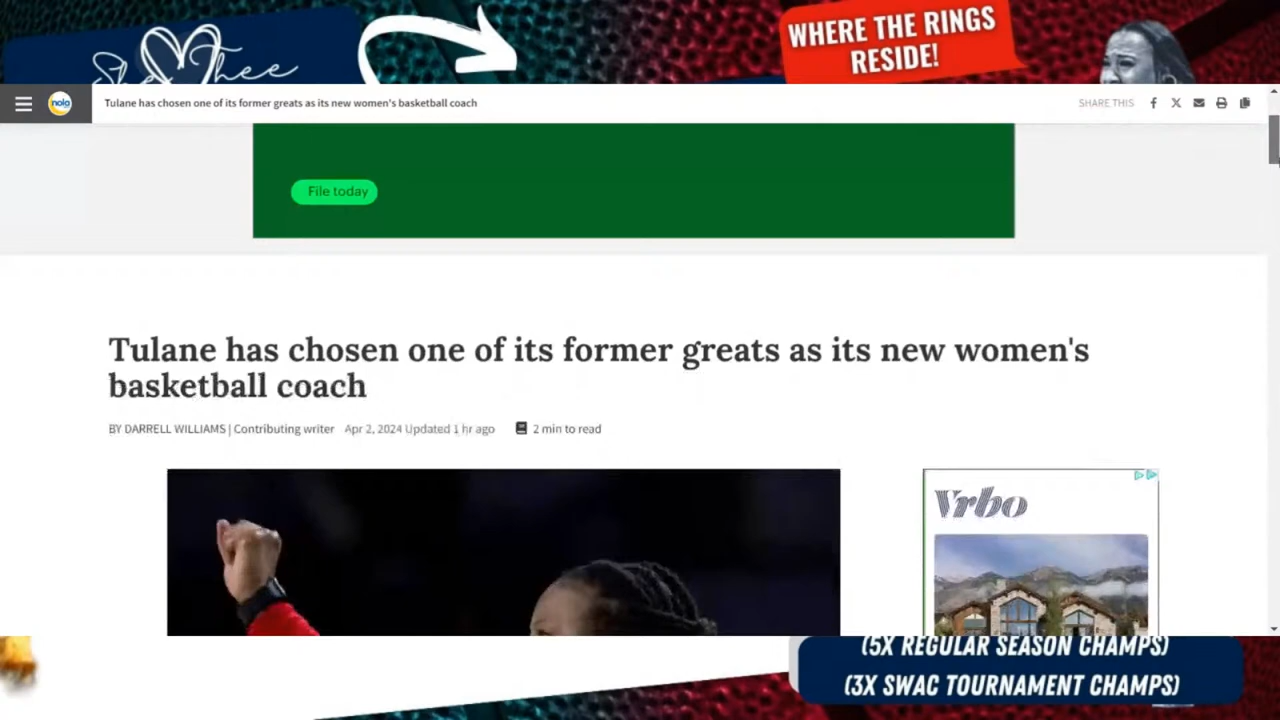 WHERE THE RINGS
RESIDE!
nola
Tulane has chosen one of its former greats as its new women's basketball coach
SHARE THIS
File today
Tulane has chosen one of its former greats as its new women's
basketball coach
BY DARRELL WILLIAMS | Contributing writer Apr 2, 2024 Updated 1 hr ago 2 min to read
Vrbo
(5X REGULAR SEASON CHAMPS)
(3X SWAC TOURNAMENT CHAMPS)